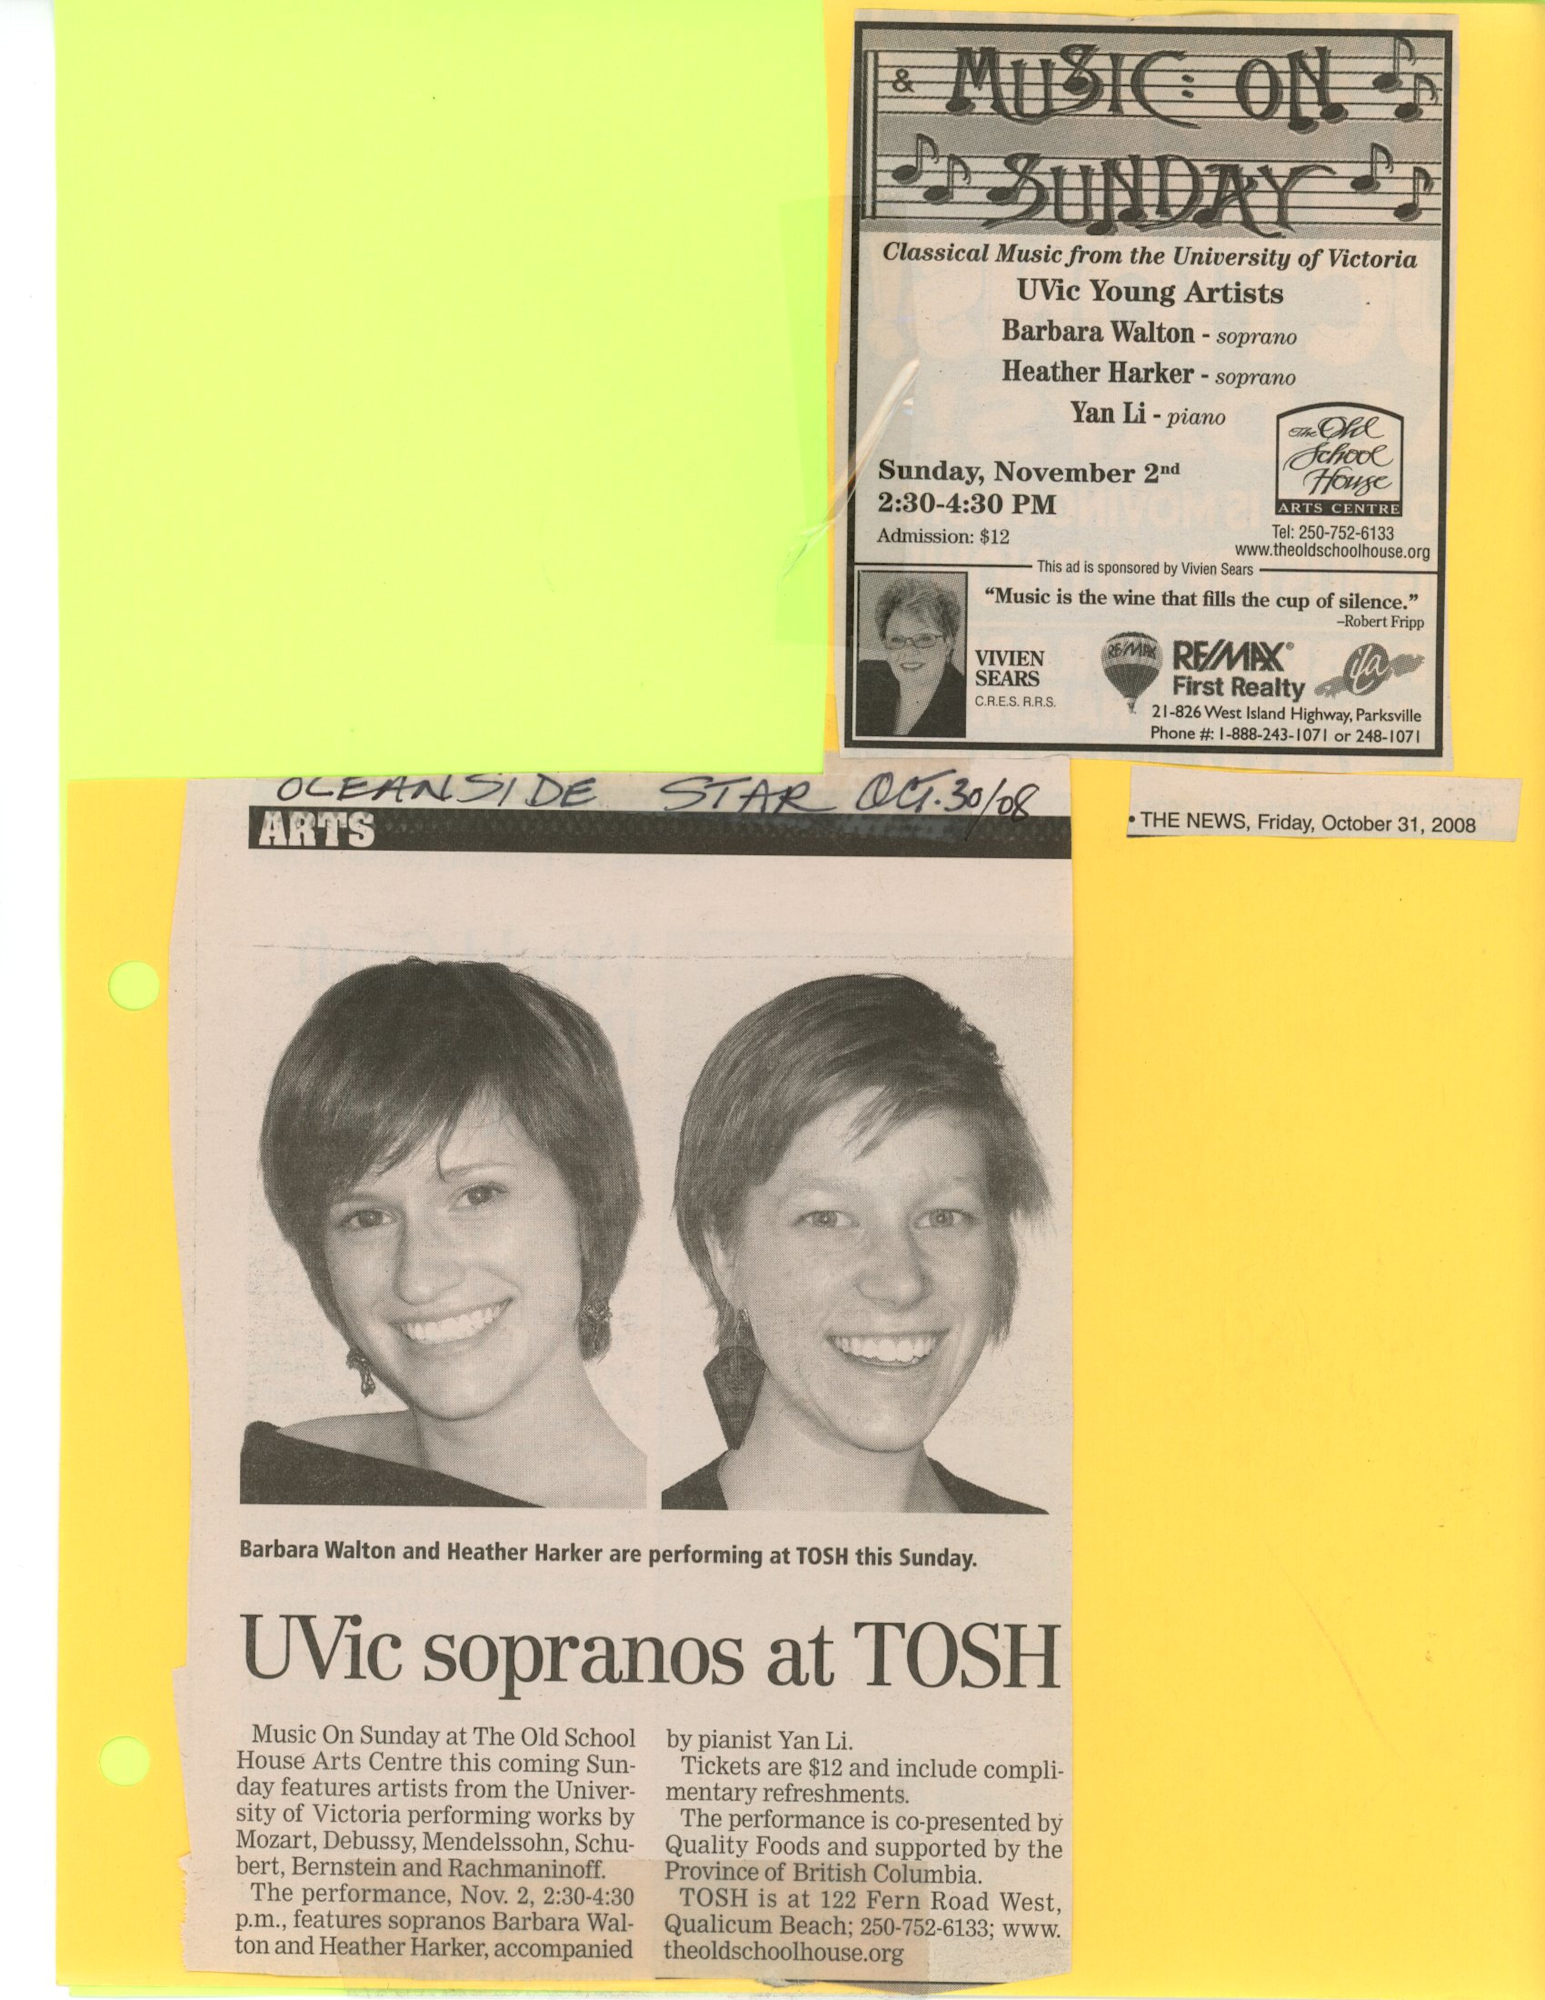 & MUSIC: ON
SUNDAY
Classical Music from the University of Victoria
UVic Young Artists
Barbara Walton - soprano
Heather Harker - soprano
Yan Li - piano
Sunday, November 2nd
2:30-4:30 PM
Admission: $12
The Old
School
House
ARTS CENTRE
Tel: 250-752-6133
www.theoldschoolhouse.org
This ad is sponsored by Vivien Sears
“Music is the wine that fills the cup of silence.”
–Robert Fripp
VIVIEN
SEARS
C.R.E.S. R.R.S.
RE/MAX
RE/MAX®
First Realty
21-826 West Island Highway, Parksville
Phone #: 1-888-243-1071 or 248-1071
• THE NEWS, Friday, October 31, 2008
OCEANSIDE STAR OCT. 30/08
ARTS
Barbara Walton and Heather Harker are performing at TOSH this Sunday.
UVic sopranos at TOSH
Music On Sunday at The Old School
House Arts Centre this coming Sun-
day features artists from the Univer-
sity of Victoria performing works by
Mozart, Debussy, Mendelssohn, Schu-
bert, Bernstein and Rachmaninoff.
The performance, Nov. 2, 2:30-4:30
p.m., features sopranos Barbara Wal-
ton and Heather Harker, accompanied
by pianist Yan Li.
Tickets are $12 and include compli-
mentary refreshments.
The performance is co-presented by
Quality Foods and supported by the
Province of British Columbia.
TOSH is at 122 Fern Road West,
Qualicum Beach; 250-752-6133; www.
theoldschoolhouse.org